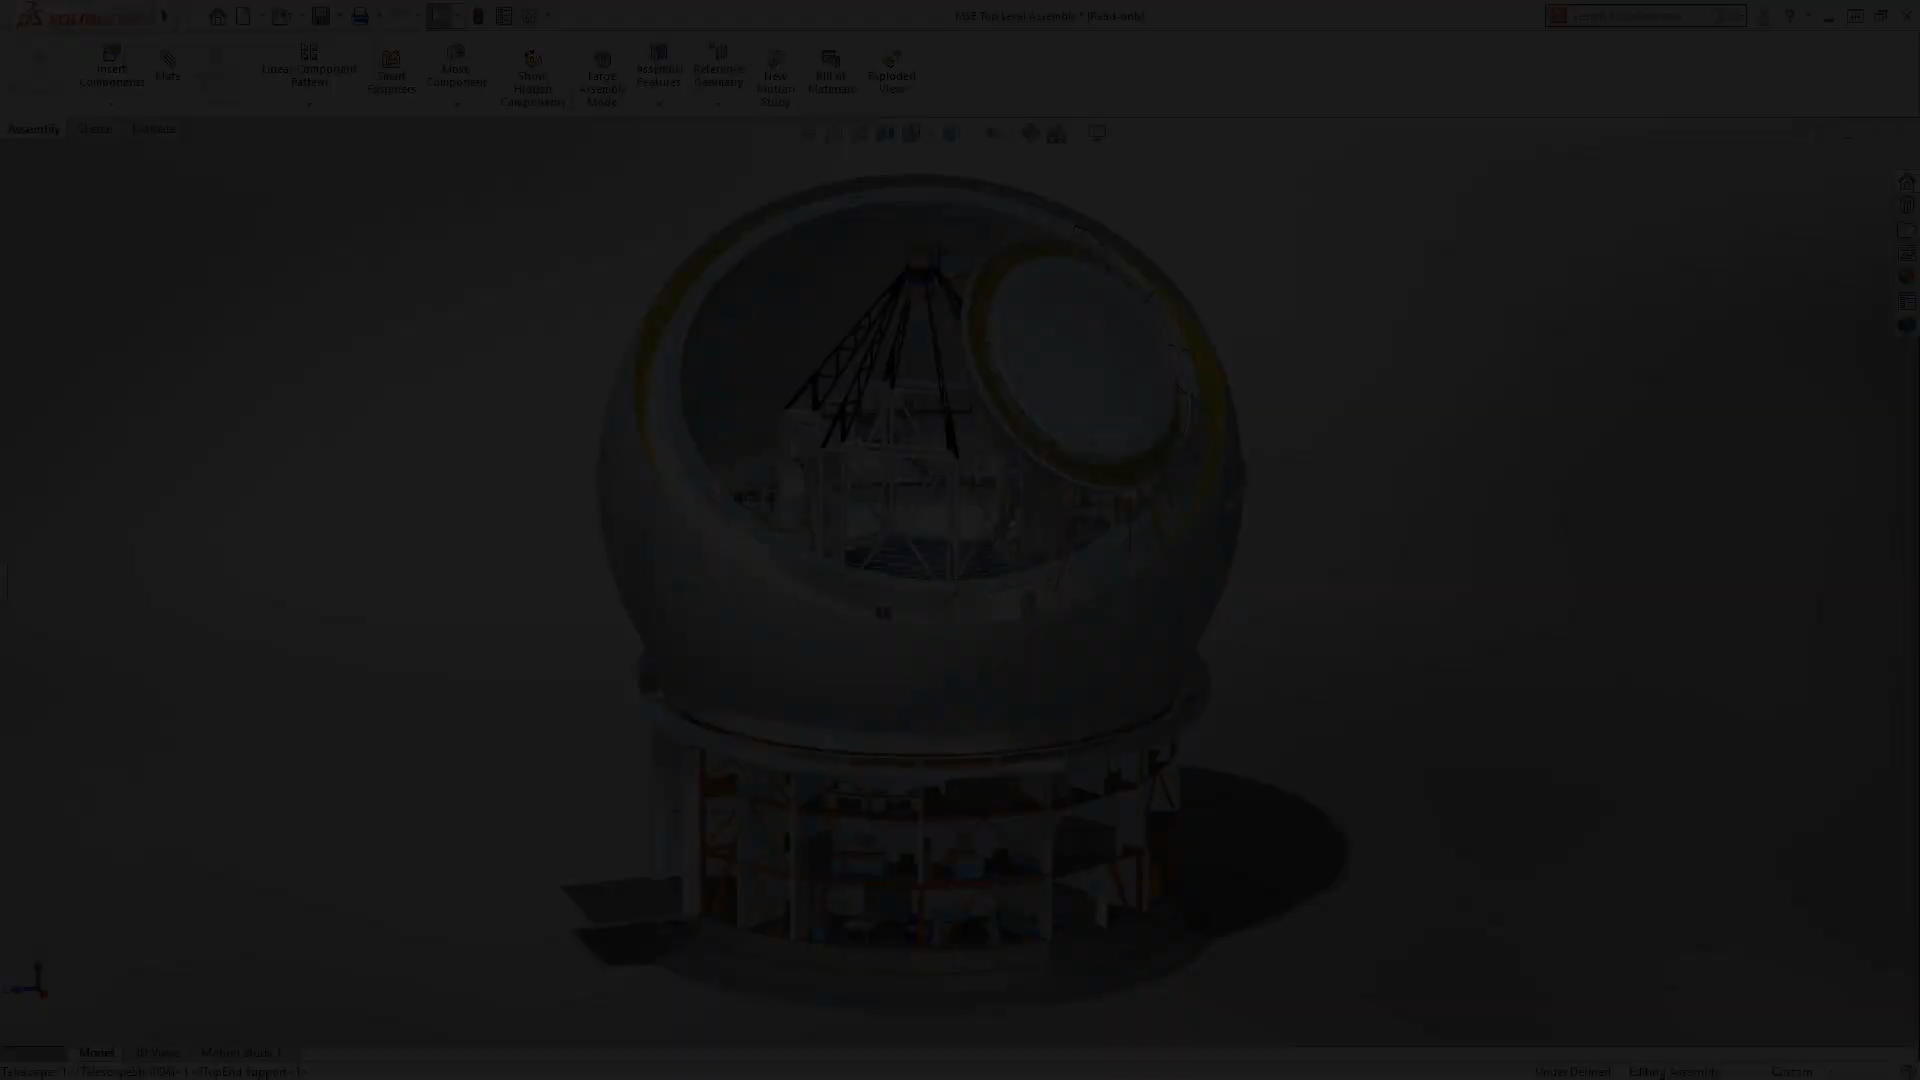 SOLIDWORKS
MSE Top Level Assembly * [Read-only]
Insert Components
Mate
Linear Component Pattern
Smart Fasteners
Move Component
Show Hidden Components
Large Assembly Mode
Assembly Features
Reference Geometry
New Motion Study
Bill of Materials
Exploded View
Assembly
Sketch
Evaluate
Model
3D Views
Motion Study 1
Under Defined
Editing Assembly
Custom